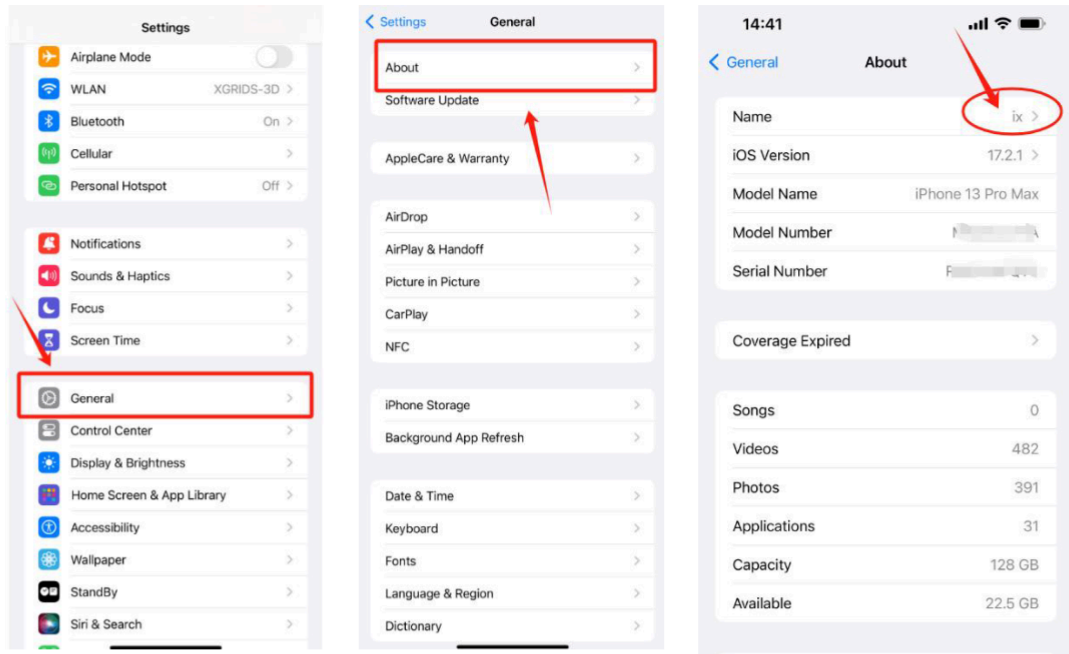 Settings
Airplane Mode
WLAN XGRIDS-3D
Bluetooth On
Cellular
Personal Hotspot Off
Notifications
Sounds & Haptics
Focus
Screen Time
General
Control Center
Display & Brightness
Home Screen & App Library
Accessibility
Wallpaper
StandBy
Siri & Search
Settings General
About
Software Update
AppleCare & Warranty
AirDrop
AirPlay & Handoff
Picture in Picture
CarPlay
NFC
iPhone Storage
Background App Refresh
Date & Time
Keyboard
Fonts
Language & Region
Dictionary
14:41
General About
Name ix
iOS Version 17.2.1
Model Name iPhone 13 Pro Max
Model Number
Serial Number
Coverage Expired
Songs 0
Videos 482
Photos 391
Applications 31
Capacity 128 GB
Available 22.5 GB